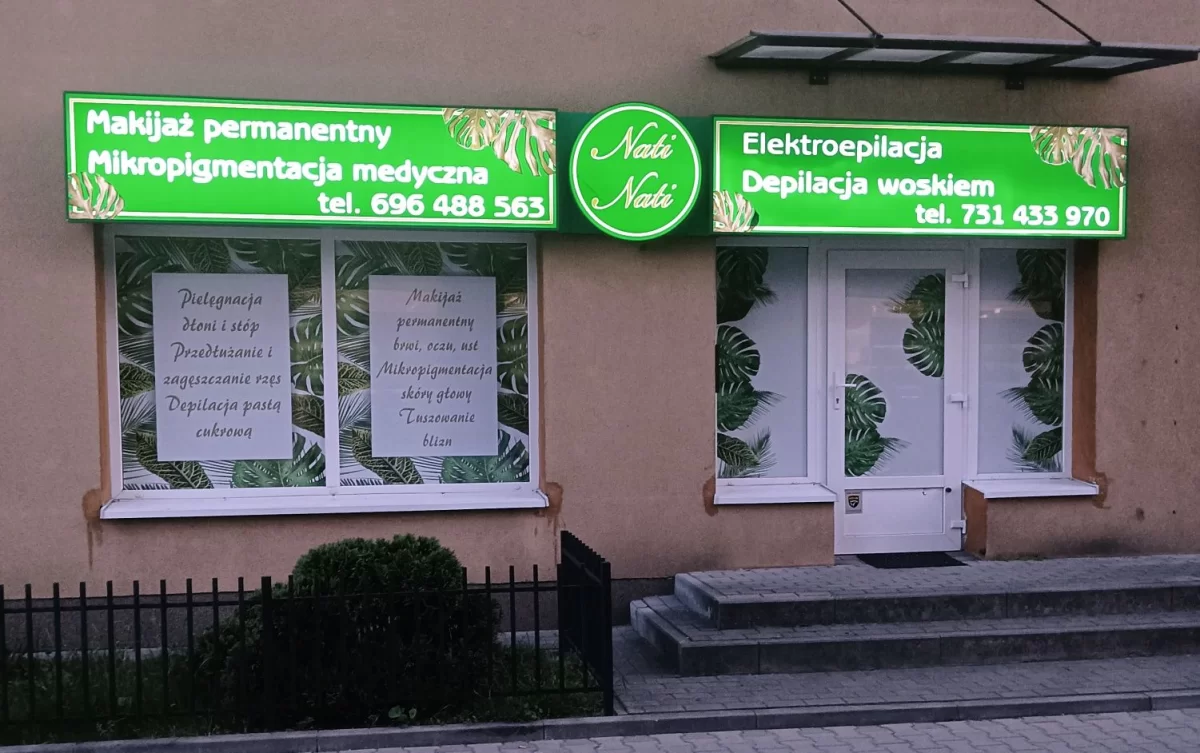 Makijaż permanentny
Mikropigmentacja medyczna
tel. 696 488 563
Nati
Nati
Elektroepilacja
Depilacja woskiem
tel. 731 433 970
Pielęgnacja
dłoni i stóp
Przedłużanie i
zagęszczanie rzęs
Depilacja pastą
cukrową
Makijaż
permanentny
brwi, oczu, ust
Mikropigmentacja
skóry głowy
Tuszowanie
blizn